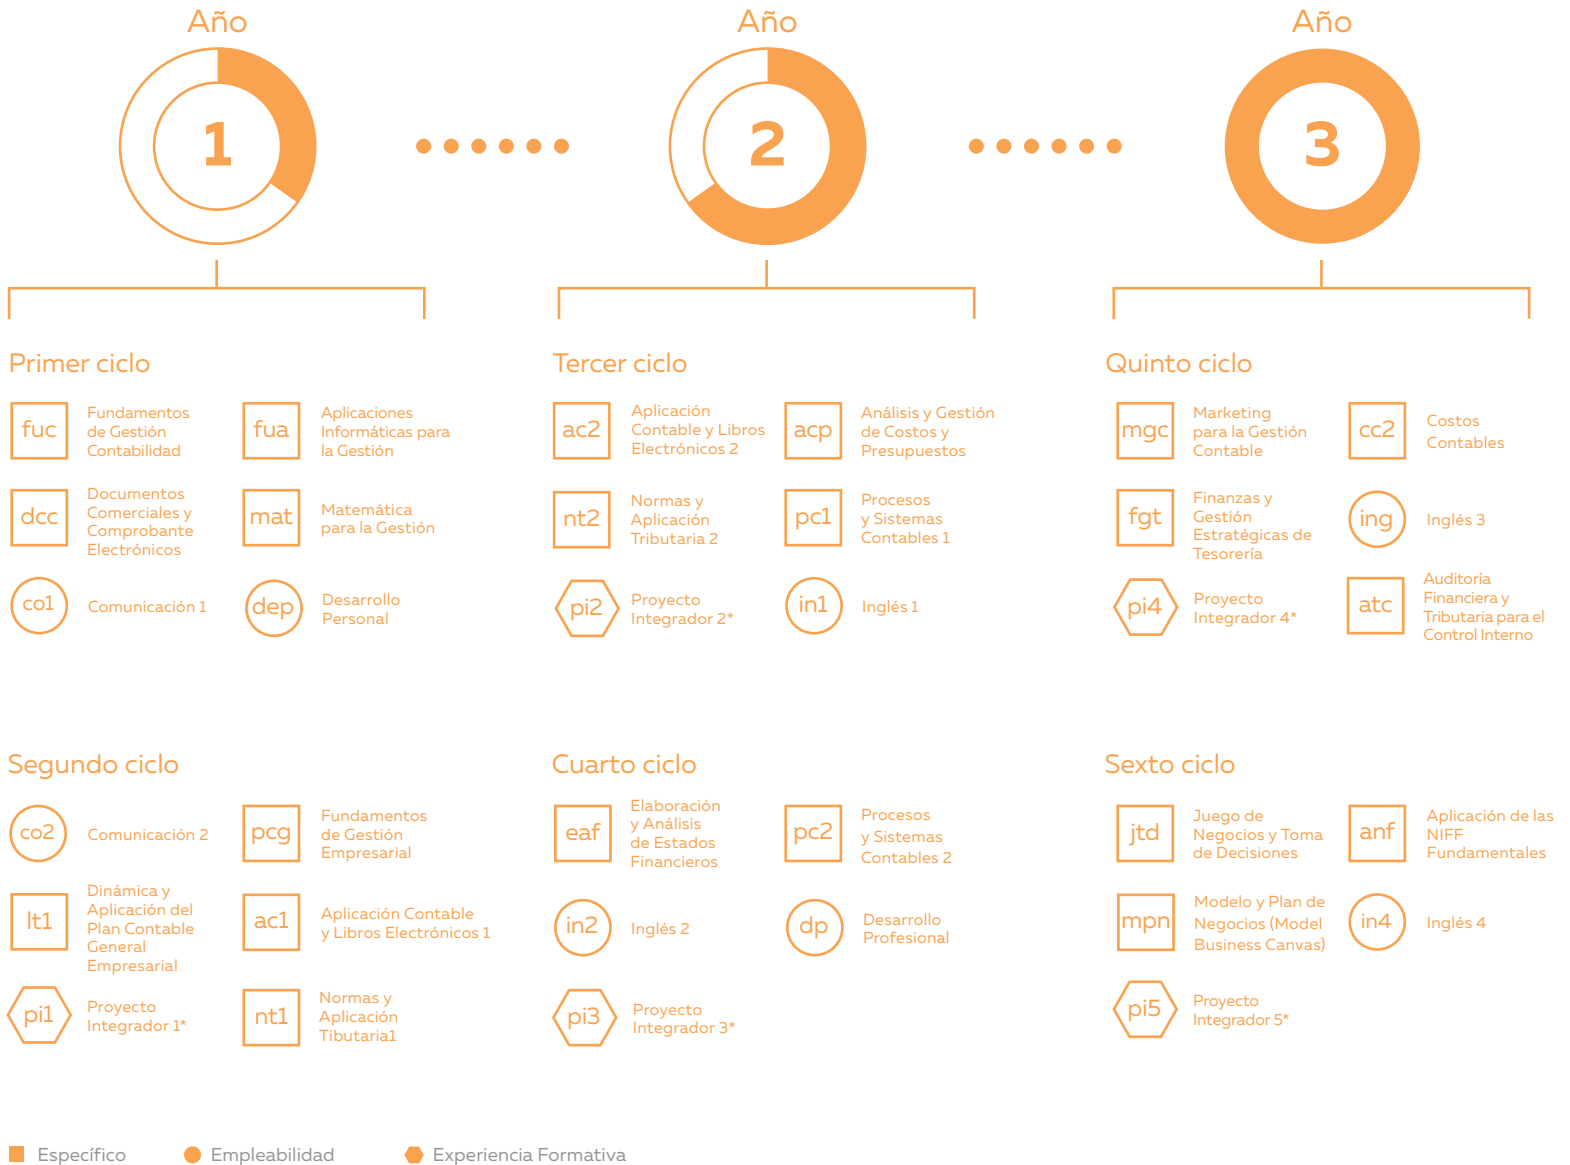 Año
1
Año
2
Año
3
Primer ciclo
fuc
Fundamentos
de Gestión
Contabilidad
fua
Aplicaciones
Informáticas para
la Gestión
dcc
Documentos
Comerciales y
Comprobante
Electrónicos
mat
Matemática
para la Gestión
co1
Comunicación 1
dep
Desarrollo
Personal
Tercer ciclo
ac2
Aplicación
Contable y Libros
Electrónicos 2
acp
Análisis y Gestión
de Costos y
Presupuestos
nt2
Normas y
Aplicación
Tributaria 2
pc1
Procesos
y Sistemas
Contables 1
pi2
Proyecto
Integrador 2*
in1
Inglés 1
Quinto ciclo
mgc
Marketing
para la Gestión
Contable
cc2
Costos
Contables
fgt
Finanzas y
Gestión
Estratégicas de
Tesorería
ing
Inglés 3
pi4
Proyecto
Integrador 4*
atc
Auditoría
Financiera y
Tributaria para el
Control Interno
Segundo ciclo
co2
Comunicación 2
pcg
Fundamentos
de Gestión
Empresarial
lt1
Dinámica y
Aplicación del
Plan Contable
General
Empresarial
ac1
Aplicación Contable
y Libros Electrónicos 1
pi1
Proyecto
Integrador 1*
nt1
Normas y
Aplicación
Tibutaria1
Cuarto ciclo
eaf
Elaboración
y Análisis
de Estados
Financieros
pc2
Procesos
y Sistemas
Contables 2
in2
Inglés 2
dp
Desarrollo
Profesional
pi3
Proyecto
Integrador 3*
Sexto ciclo
jtd
Juego de
Negocios y Toma
de Decisiones
anf
Aplicación de las
NIFF
Fundamentales
mpn
Modelo y Plan de
Negocios (Model
Business Canvas)
in4
Inglés 4
pi5
Proyecto
Integrador 5*
Específico
Empleabilidad
Experiencia Formativa